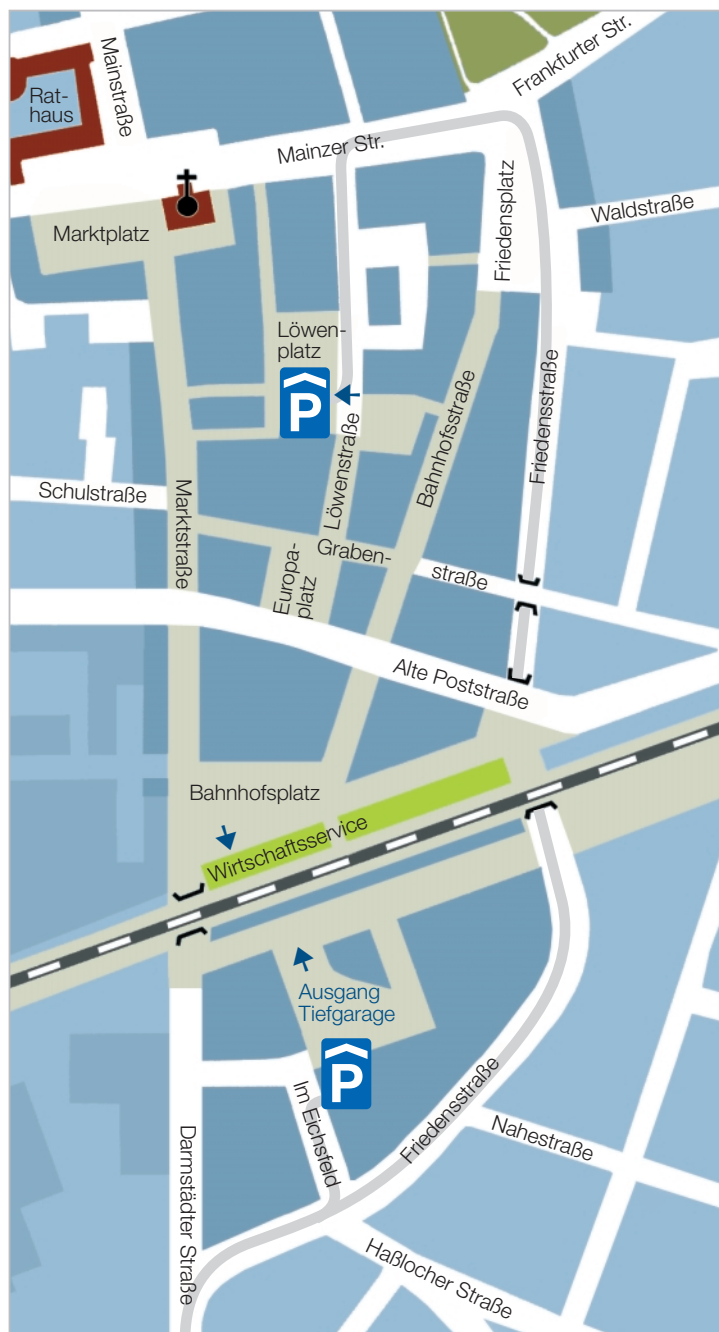 Frankfurter Str.
Mainstraße
Rat-
haus
Mainzer Str.
Friedensplatz
Waldstraße
Marktplatz
Löwen-
platz
P
Löwenstraße
Bahnhofsstraße
Friedensstraße
Schulstraße
Marktstraße
Graben-
straße
Europa-
platz
Alte Poststraße
Bahnhofsplatz
Wirtschaftsservice
Ausgang
Tiefgarage
P
Im Eichsfeld
Friedensstraße
Nahestraße
Darmstädter Straße
Haßlocher Straße